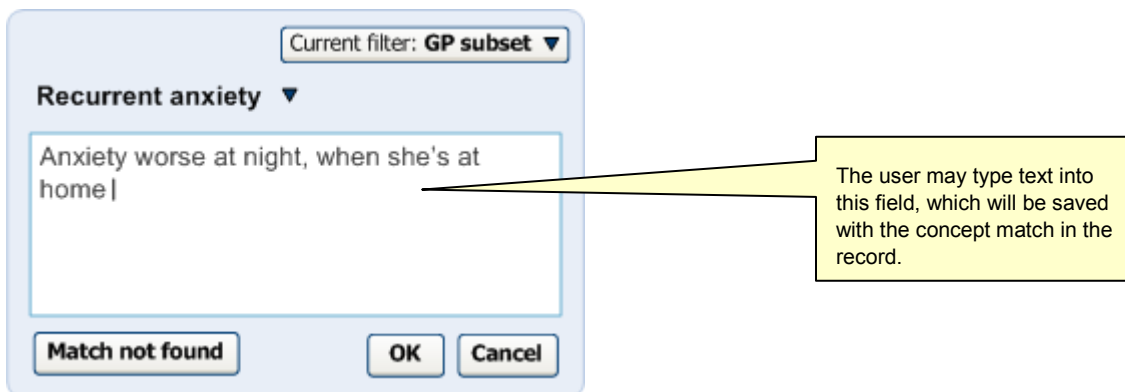 Current filter: GP subset ▼
Recurrent anxiety ▼
Anxiety worse at night, when she's at
home
The user may type text into
this field, which will be saved
with the concept match in the
record.
Match not found
OK
Cancel